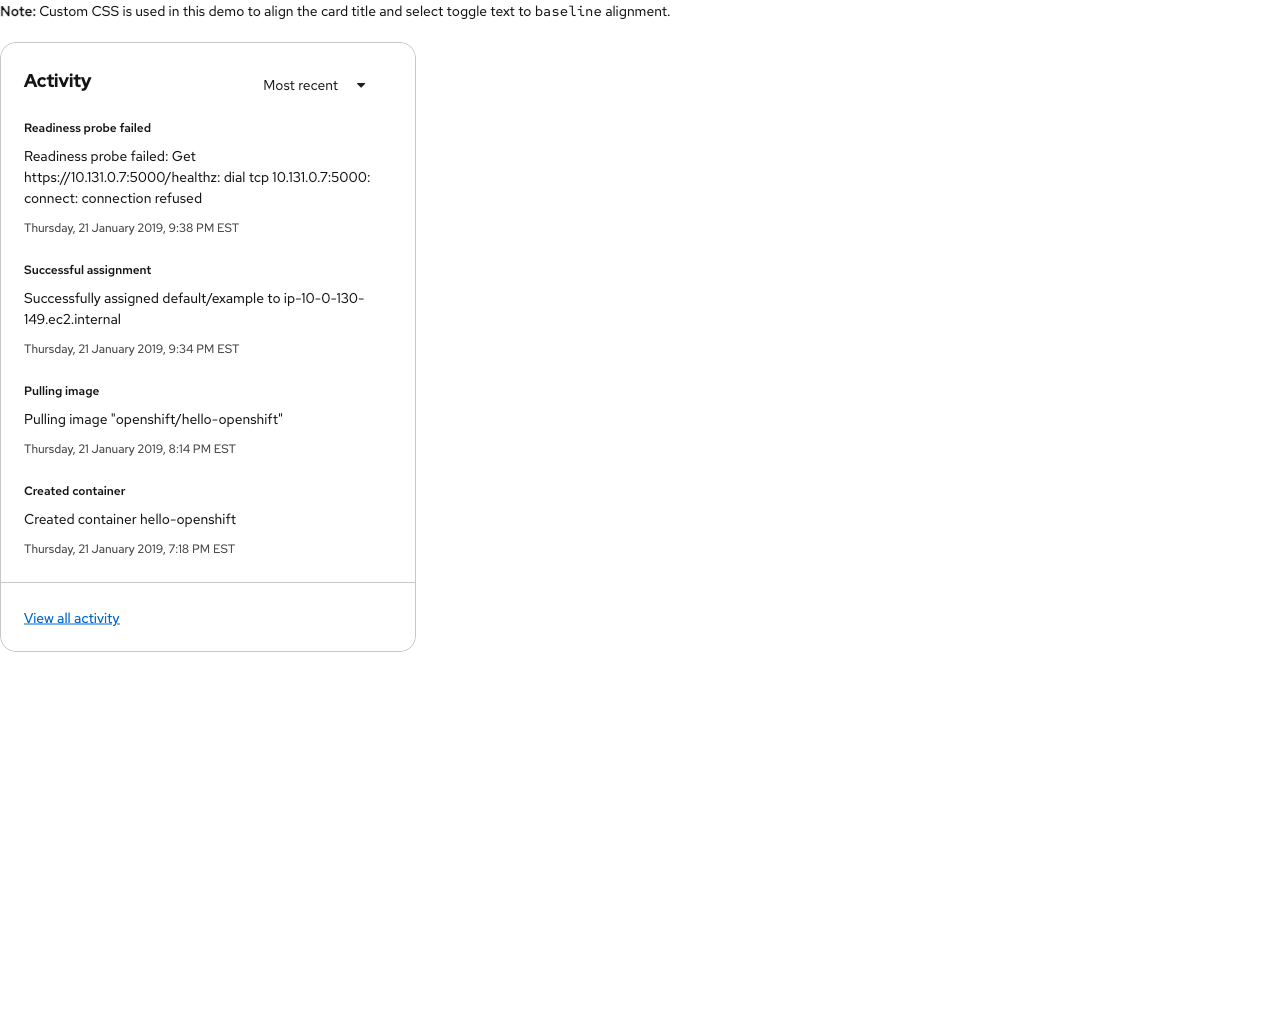 Note: Custom CSS is used in this demo to align the card title and select toggle text to baseline alignment.
Activity
Most recent
Readiness probe failed
Readiness probe failed: Get
https://10.131.0.7:5000/healthz: dial tcp 10.131.0.7:5000:
connect: connection refused
Thursday, 21 January 2019, 9:38 PM EST
Successful assignment
Successfully assigned default/example to ip-10-0-130-
149.ec2.internal
Thursday, 21 January 2019, 9:34 PM EST
Pulling image
Pulling image "openshift/hello-openshift"
Thursday, 21 January 2019, 8:14 PM EST
Created container
Created container hello-openshift
Thursday, 21 January 2019, 7:18 PM EST
View all activity